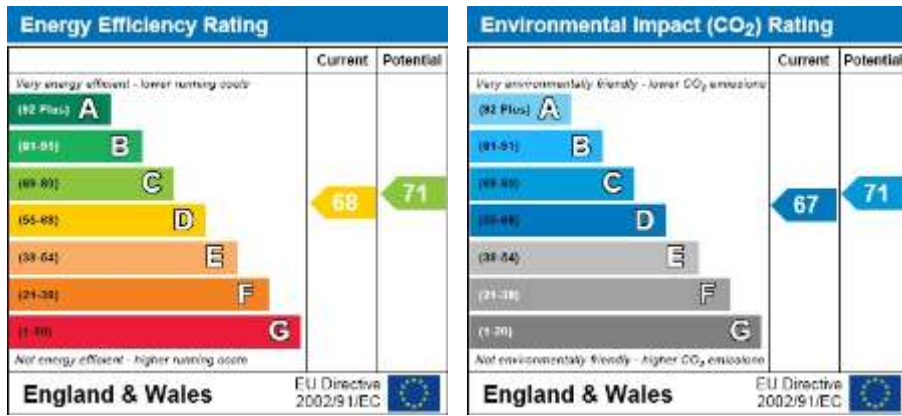 Energy Efficiency Rating
Current Potential
Very energy efficient - lower running costs
(92 Plus) A
(81-91) B
(69-80) C
(55-68) D
(39-54) E
(21-38) F
(1-20) G
68
71
Not energy efficient - higher running costs
England & Wales
EU Directive
2002/91/EC
Environmental Impact (CO₂) Rating
Current Potential
Very environmentally friendly - lower CO₂ emissions
(92 Plus) A
(81-91) B
(69-80) C
(55-68) D
(39-54) E
(21-38) F
(1-20) G
67
71
Not environmentally friendly - higher CO₂ emissions
England & Wales
EU Directive
2002/91/EC